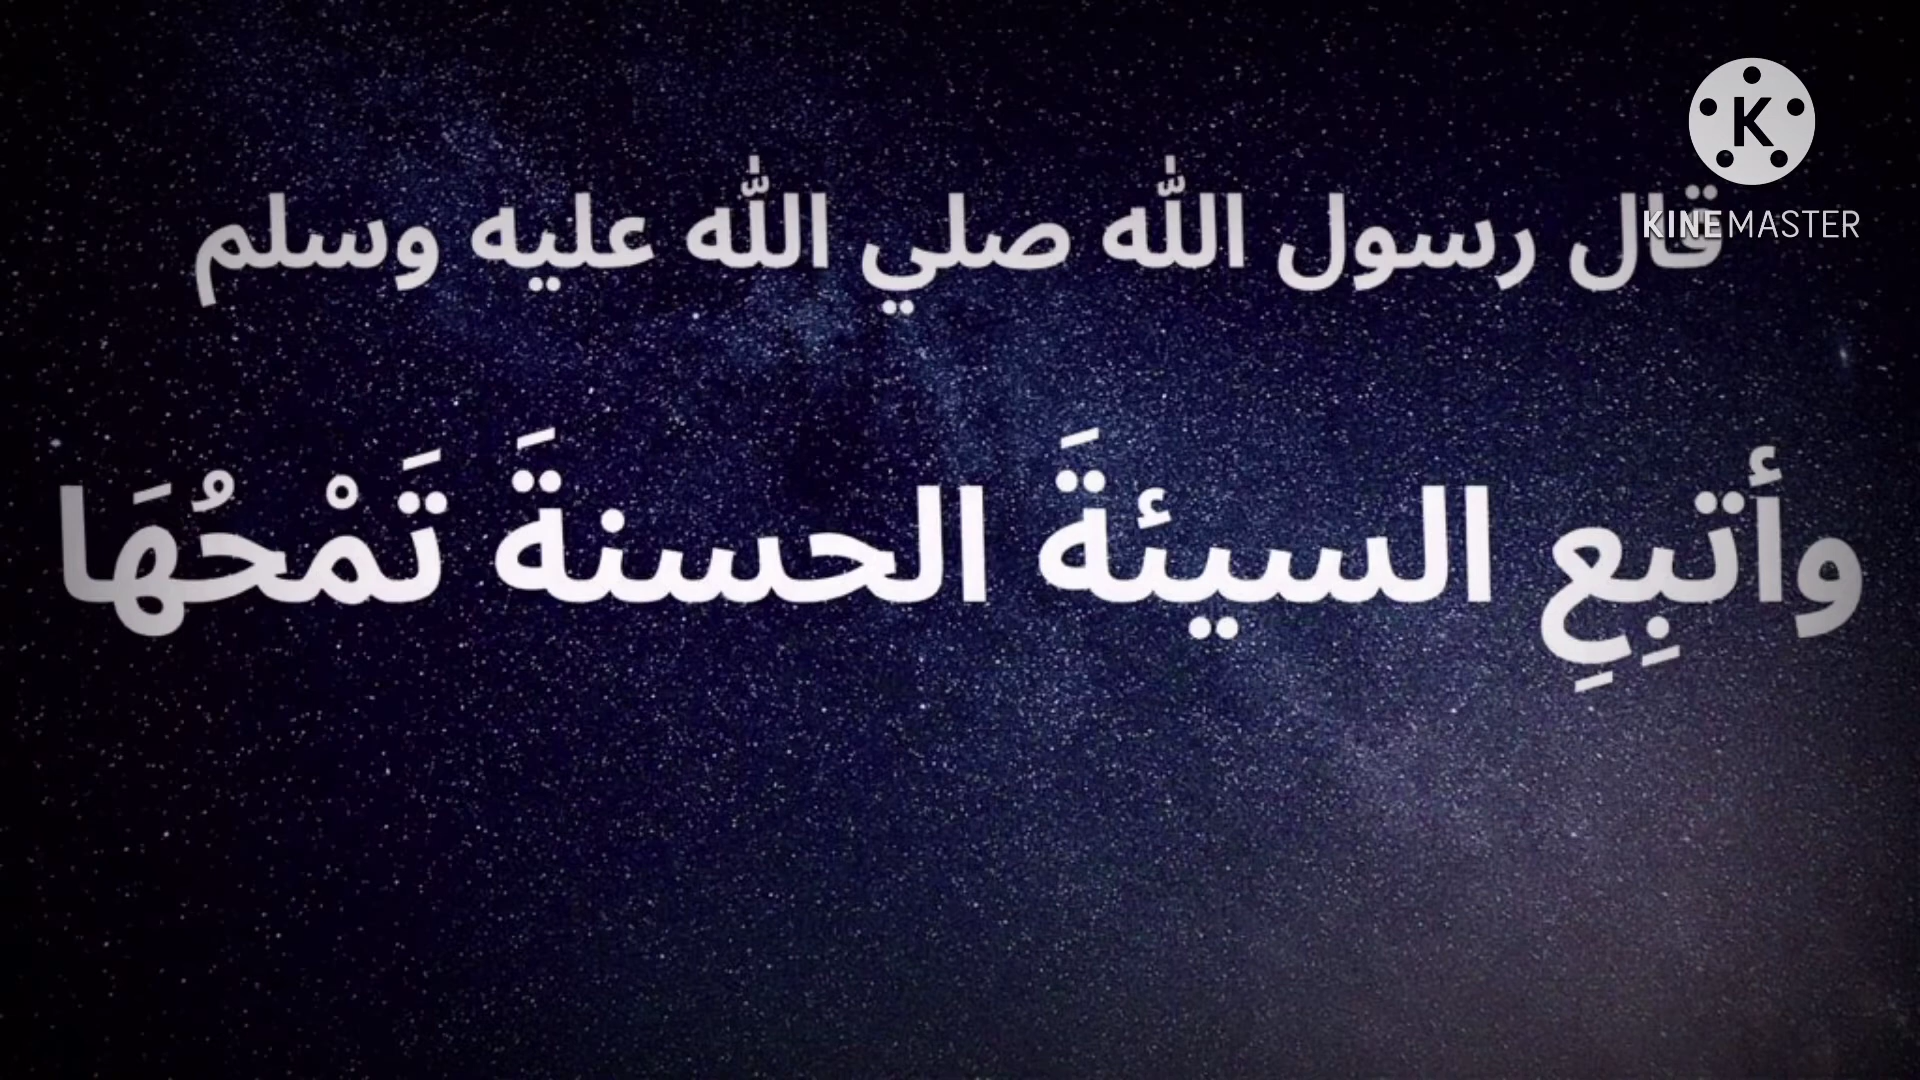 KINEMASTER
قال رسول الله صلي الله عليه وسلم
وأتبِعِ السيئةَ الحسنةَ تَمْحُهَا